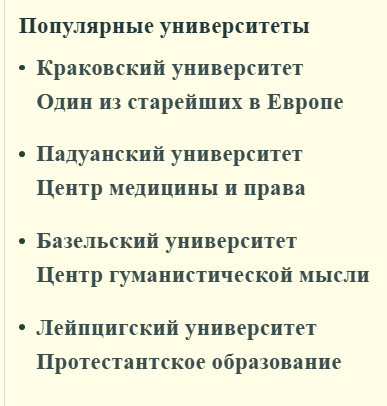 Популярные университеты
• Краковский университет
Один из старейших в Европе
• Падуанский университет
Центр медицины и права
• Базельский университет
Центр гуманистической мысли
• Лейпцигский университет
Протестантское образование